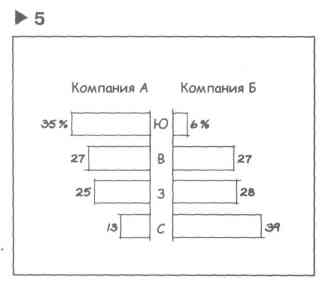 ▶ 5
Компания А Компания Б
35% Ю 6%
27 В 27
25 З 28
13 С 39